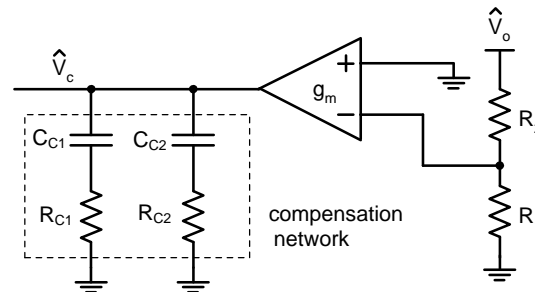 V̂c
V̂o
+
gm
−
CC1
CC2
RC1
RC2
R
R
compensation
network